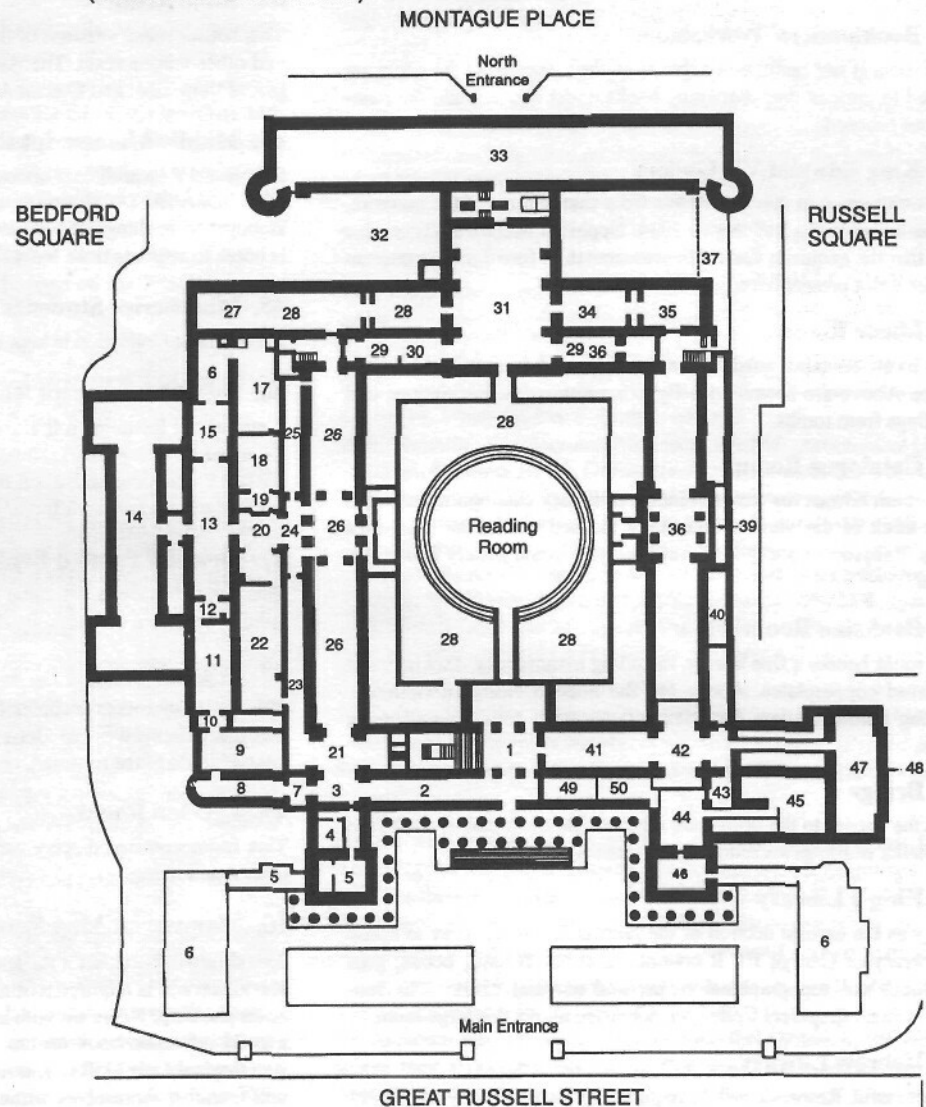 MONTAGUE PLACE
North
Entrance
33
BEDFORD
SQUARE
RUSSELL
SQUARE
32
37
27 28 28 31 34 35
29 30 29 36
6 17
28
15 25 26
18
19
14 13 20 24 26 Reading
Room 36 39
12 40
11 22 26 28 28
23
10
9 21 1 41 42 47 48
8 7 3 2 49 50 43 45
4 44
5 5 46
6 6
Main Entrance
GREAT RUSSELL STREET